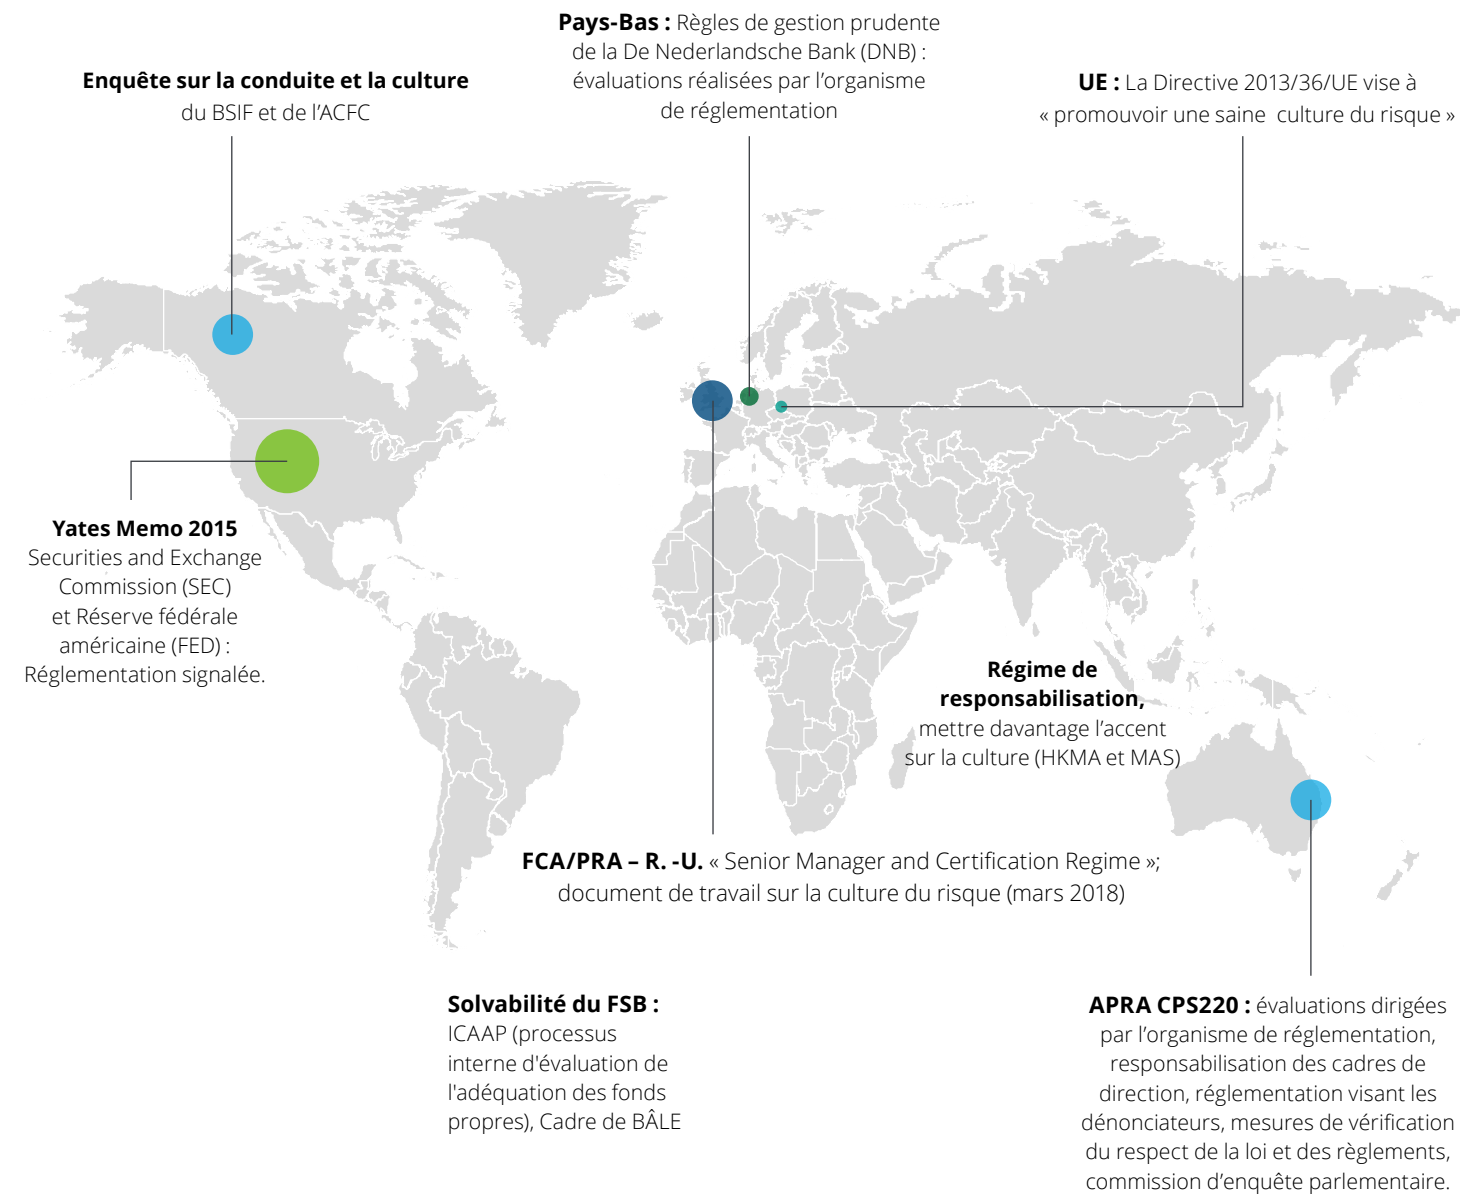 Pays-Bas : Règles de gestion prudente
de la De Nederlandsche Bank (DNB) :
évaluations réalisées par l'organisme
de réglementation
Enquête sur la conduite et la culture
du BSIF et de l'ACFC
UE : La Directive 2013/36/UE vise à
« promouvoir une saine culture du risque »
Yates Memo 2015
Securities and Exchange
Commission (SEC)
et Réserve fédérale
américaine (FED) :
Réglementation signalée.
Régime de
responsabilisation,
mettre davantage l'accent
sur la culture (HKMA et MAS)
FCA/PRA – R. -U. « Senior Manager and Certification Regime »;
document de travail sur la culture du risque (mars 2018)
Solvabilité du FSB :
ICAAP (processus
interne d'évaluation de
l'adéquation des fonds
propres), Cadre de BÂLE
APRA CPS220 : évaluations dirigées
par l'organisme de réglementation,
responsabilisation des cadres de
direction, réglementation visant les
dénonciateurs, mesures de vérification
du respect de la loi et des règlements,
commission d'enquête parlementaire.